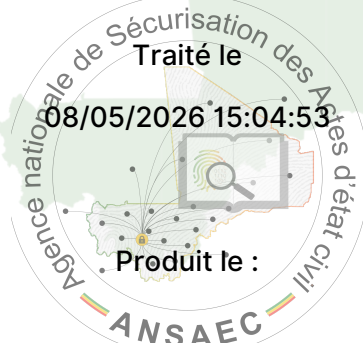 Agence nationale de Sécurisation des Actes d'état civil
Traité le
08/05/2026 15:04:53
Produit le :
ANSAEC